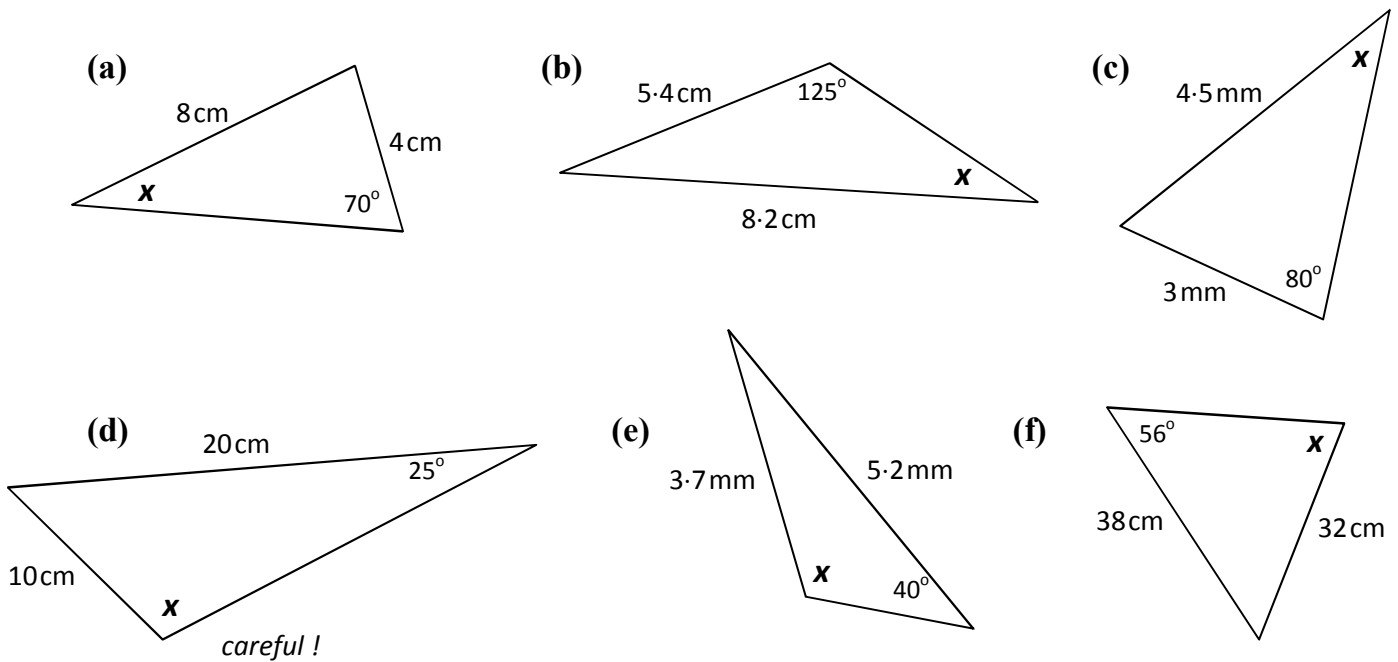 (a)
8cm
4cm
x
70°
(b)
5·4cm
125°
x
8·2cm
(c)
x
4·5mm
80°
3mm
(d)
20cm
25°
10cm
x
careful !
(e)
3·7mm
5·2mm
x
40°
(f)
56°
x
38cm
32cm